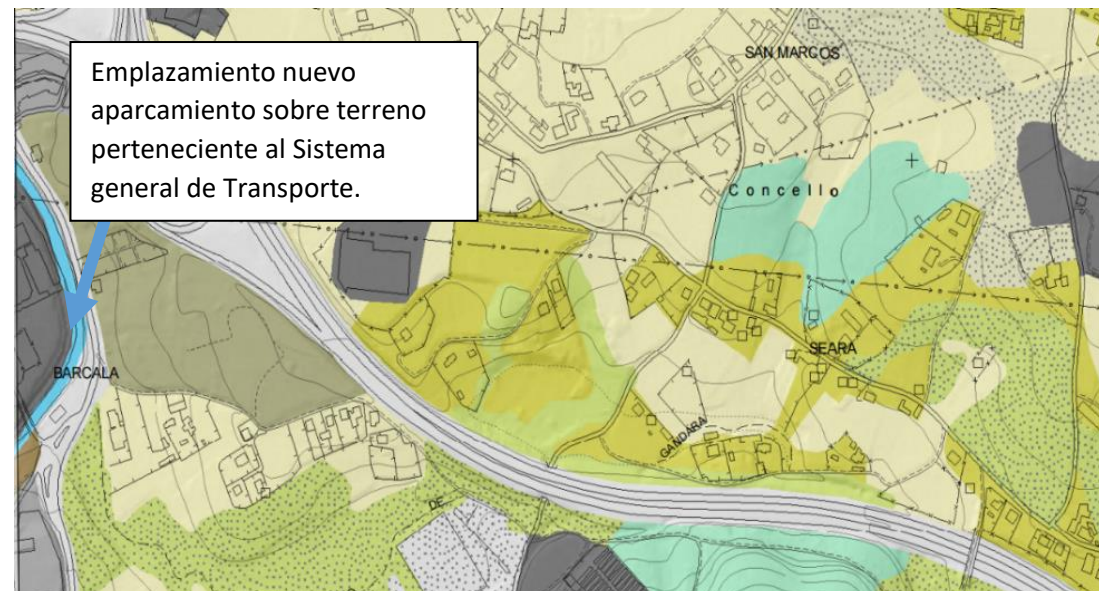 Emplazamiento nuevo
aparcamiento sobre terreno
perteneciente al Sistema
general de Transporte.
SAN MARCOS
Concello
SEARA
BARCALA
GANDARA
DE